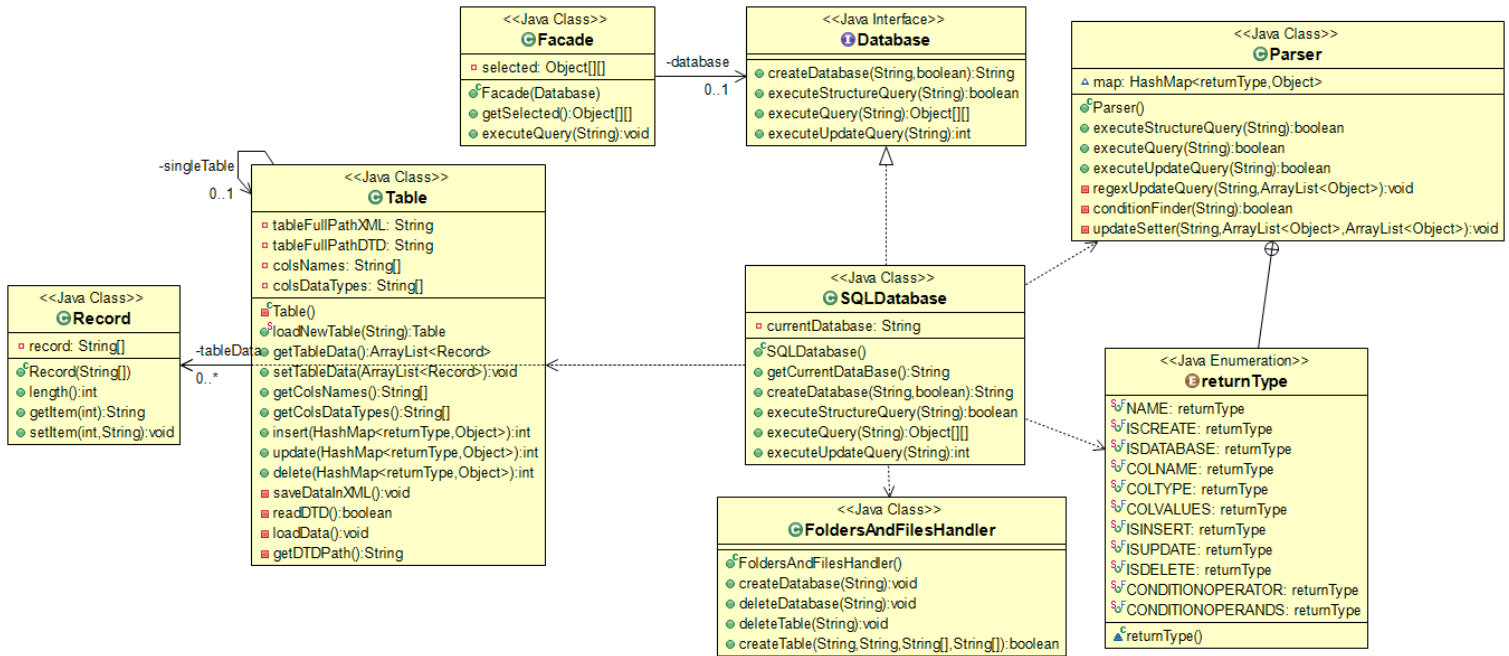 <<Java Class>>
Facade
selected: Object[][]
Facade(Database)
getSelected():Object[][]
executeQuery(String):void
-database
0..1
<<Java Interface>>
Database
createDatabase(String,boolean):String
executeStructureQuery(String):boolean
executeQuery(String):Object[][]
executeUpdateQuery(String):int
<<Java Class>>
Parser
map: HashMap<returnType,Object>
Parser()
executeStructureQuery(String):boolean
executeQuery(String):boolean
executeUpdateQuery(String):boolean
regexUpdateQuery(String,ArrayList<Object>):void
conditionFinder(String):boolean
updateSetter(String,ArrayList<Object>,ArrayList<Object>):void
-singleTable
0..1
<<Java Class>>
Table
tableFullPathXML: String
tableFullPathDTD: String
colsNames: String[]
colsDataTypes: String[]
Table()
loadNewTable(String):Table
getTableData():ArrayList<Record>
setTableData(ArrayList<Record>):void
getColsNames():String[]
getColsDataTypes():String[]
insert(HashMap<returnType,Object>):int
update(HashMap<returnType,Object>):int
delete(HashMap<returnType,Object>):int
saveDataInXML():void
readDTD():boolean
loadData():void
getDTDPath():String
<<Java Class>>
Record
record: String[]
Record(String[])
length():int
getItem(int):String
setItem(int,String):void
-tableData
0..*
<<Java Class>>
SQLDatabase
currentDatabase: String
SQLDatabase()
getCurrentDataBase():String
createDatabase(String,boolean):String
executeStructureQuery(String):boolean
executeQuery(String):Object[][]
executeUpdateQuery(String):int
<<Java Enumeration>>
returnType
NAME: returnType
ISCREATE: returnType
ISDATABASE: returnType
COLNAME: returnType
COLTYPE: returnType
COLVALUES: returnType
ISINSERT: returnType
ISUPDATE: returnType
ISDELETE: returnType
CONDITIONOPERATOR: returnType
CONDITIONOPERANDS: returnType
returnType()
<<Java Class>>
FoldersAndFilesHandler
FoldersAndFilesHandler()
createDatabase(String):void
deleteDatabase(String):void
deleteTable(String):void
createTable(String,String,String[],String[]):boolean